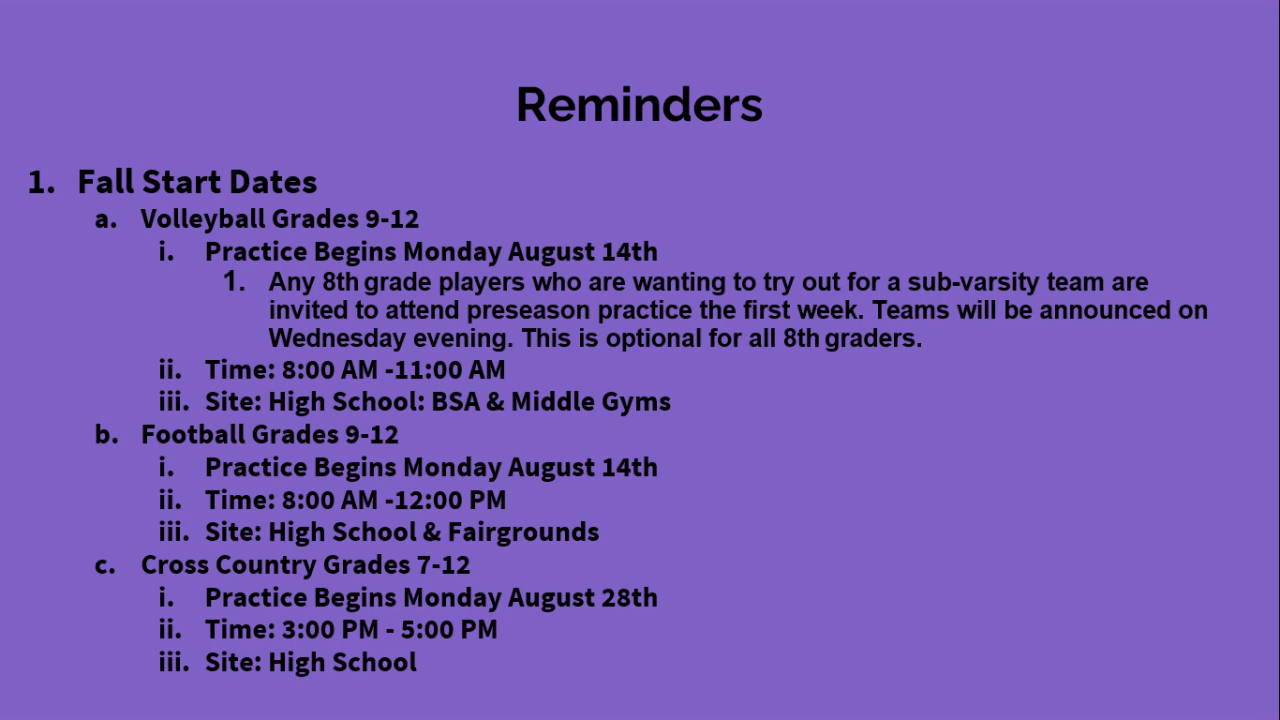 Reminders
1. Fall Start Dates
a. Volleyball Grades 9-12
i. Practice Begins Monday August 14th
1. Any 8th grade players who are wanting to try out for a sub-varsity team are
invited to attend preseason practice the first week. Teams will be announced on
Wednesday evening. This is optional for all 8th graders.
ii. Time: 8:00 AM -11:00 AM
iii. Site: High School: BSA & Middle Gyms
b. Football Grades 9-12
i. Practice Begins Monday August 14th
ii. Time: 8:00 AM -12:00 PM
iii. Site: High School & Fairgrounds
c. Cross Country Grades 7-12
i. Practice Begins Monday August 28th
ii. Time: 3:00 PM - 5:00 PM
iii. Site: High School